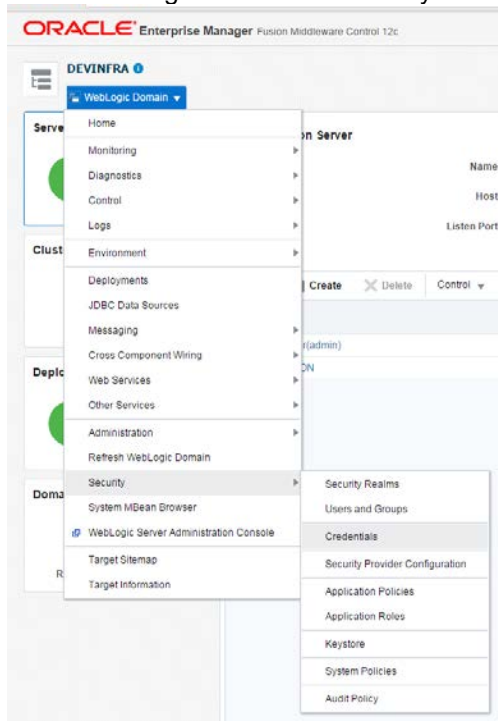 ORACLE Enterprise Manager Fusion Middleware Control 12c
DEVINFRA
WebLogic Domain
Home
Monitoring
Diagnostics
Control
Logs
Environment
Deployments
JDBC Data Sources
Messaging
Cross Component Wiring
Web Services
Other Services
Administration
Refresh WebLogic Domain
Security
System MBean Browser
WebLogic Server Administration Console
Target Sitemap
Target Information
Serve
on Server
Name
Host
Listen Port
Clust
Create Delete Control
r(admin)
ON
Deplo
Doma
R
Security Realms
Users and Groups
Credentials
Security Provider Configuration
Application Policies
Application Roles
Keystore
System Policies
Audit Policy